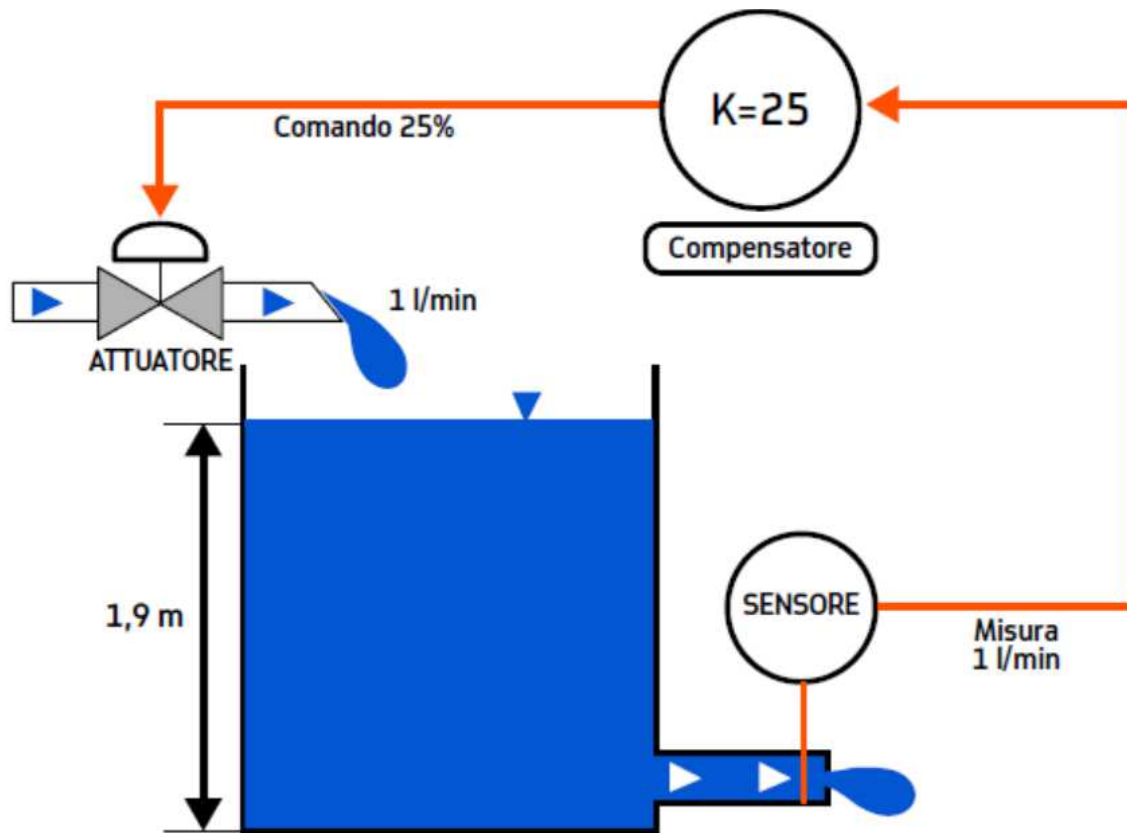 K=25
Comando 25%
Compensatore
1 l/min
ATTUATORE
1,9 m
SENSORE
Misura
1 l/min